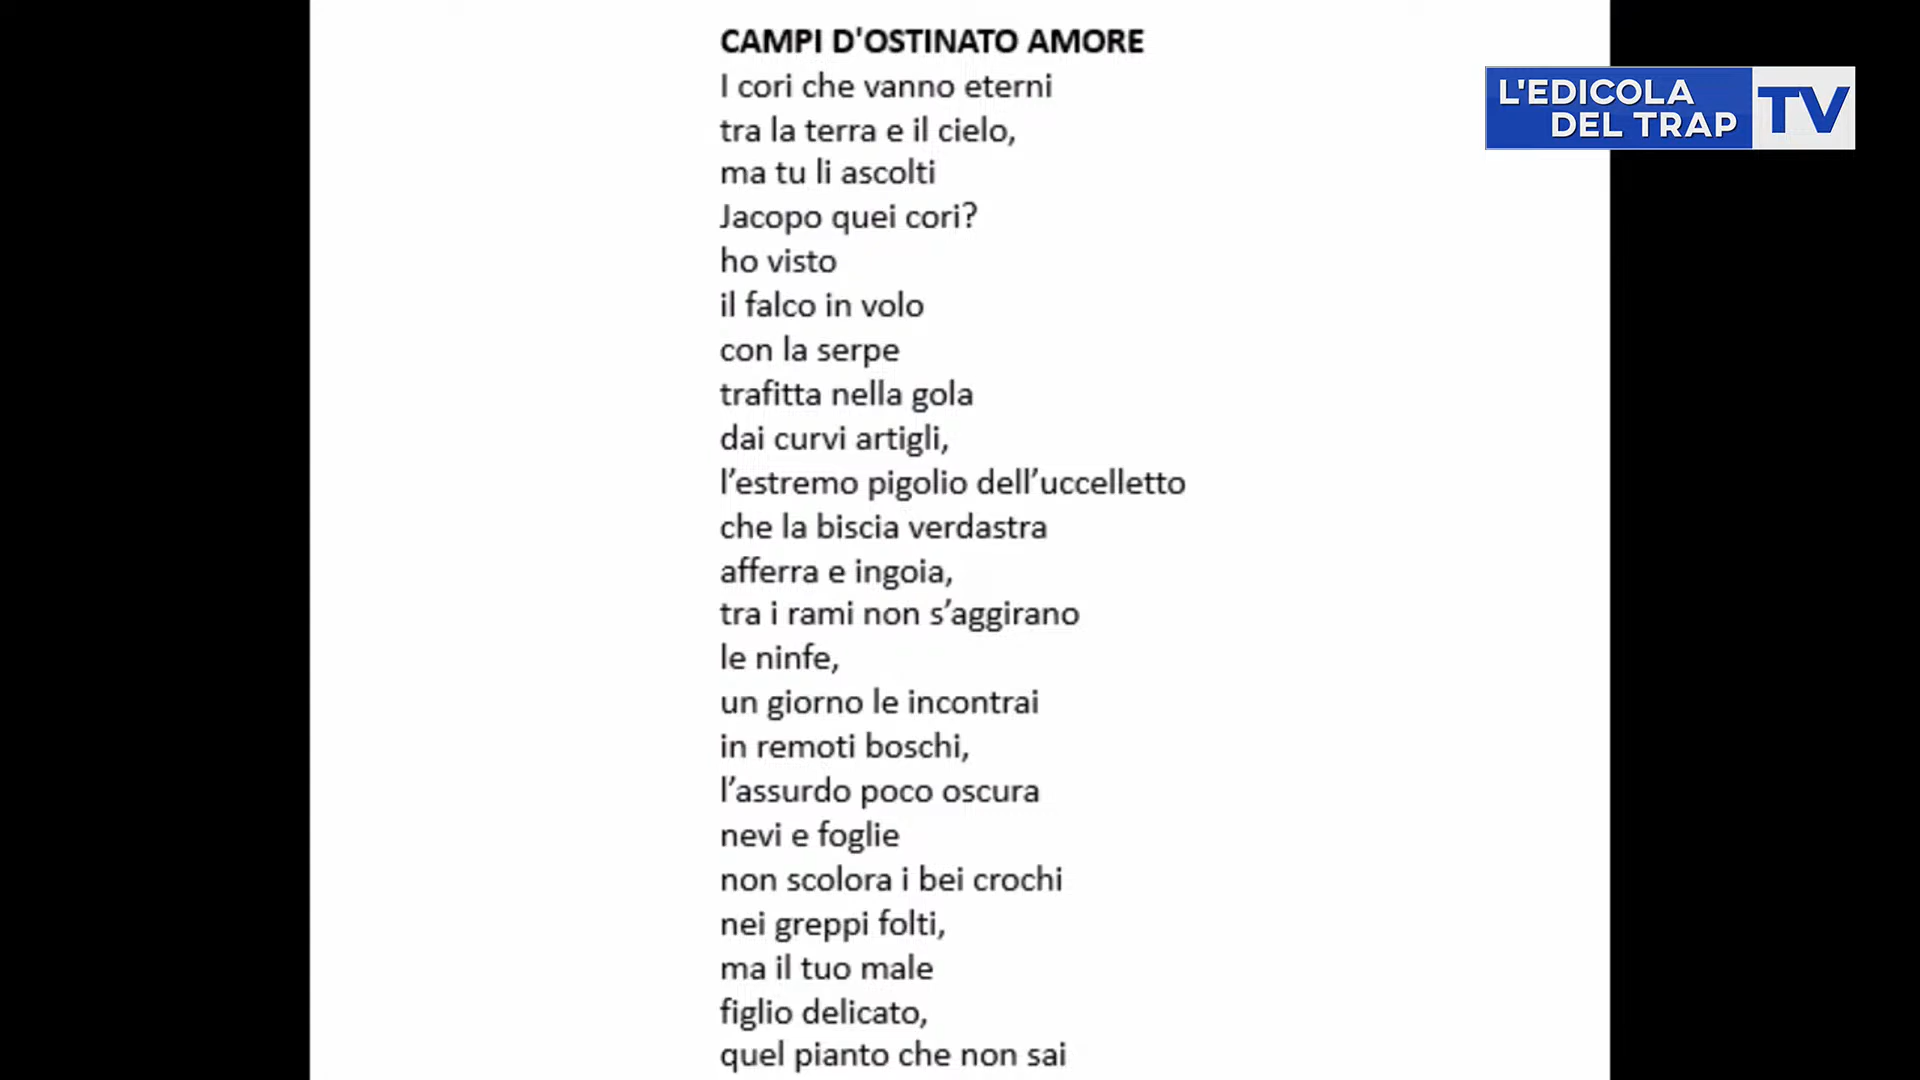 CAMPI D'OSTINATO AMORE
I cori che vanno eterni
tra la terra e il cielo,
ma tu li ascolti
Jacopo quei cori?
ho visto
il falco in volo
con la serpe
trafitta nella gola
dai curvi artigli,
l’estremo pigolio dell’uccelletto
che la biscia verdastra
afferra e ingoia,
tra i rami non s’aggirano
le ninfe,
un giorno le incontrai
in remoti boschi,
l’assurdo poco oscura
nevi e foglie
non scolora i bei crochi
nei greppi folti,
ma il tuo male
figlio delicato,
quel pianto che non sai
L'EDICOLA
DEL TRAP TV